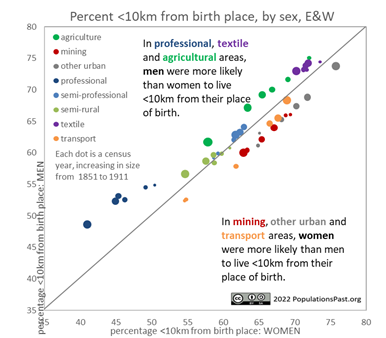 Percent <10km from birth place, by sex, E&W
80
75
70
65
60
55
50
45
40
35
agriculture
mining
other urban
professional
semi-professional
semi-rural
textile
transport
Each dot is a census
year, increasing in size
from 1851 to 1911
In professional, textile
and agricultural areas,
men were more likely
than women to live
<10km from their place
of birth.
In mining, other urban and
transport areas, women
were more likely than men
to live <10km from their
place of birth.
cc
BY NC SA
2022 PopulationsPast.org
percentage <10km from birth place: MEN
35 40 45 50 55 60 65 70 75 80
percentage <10km from birth place: WOMEN